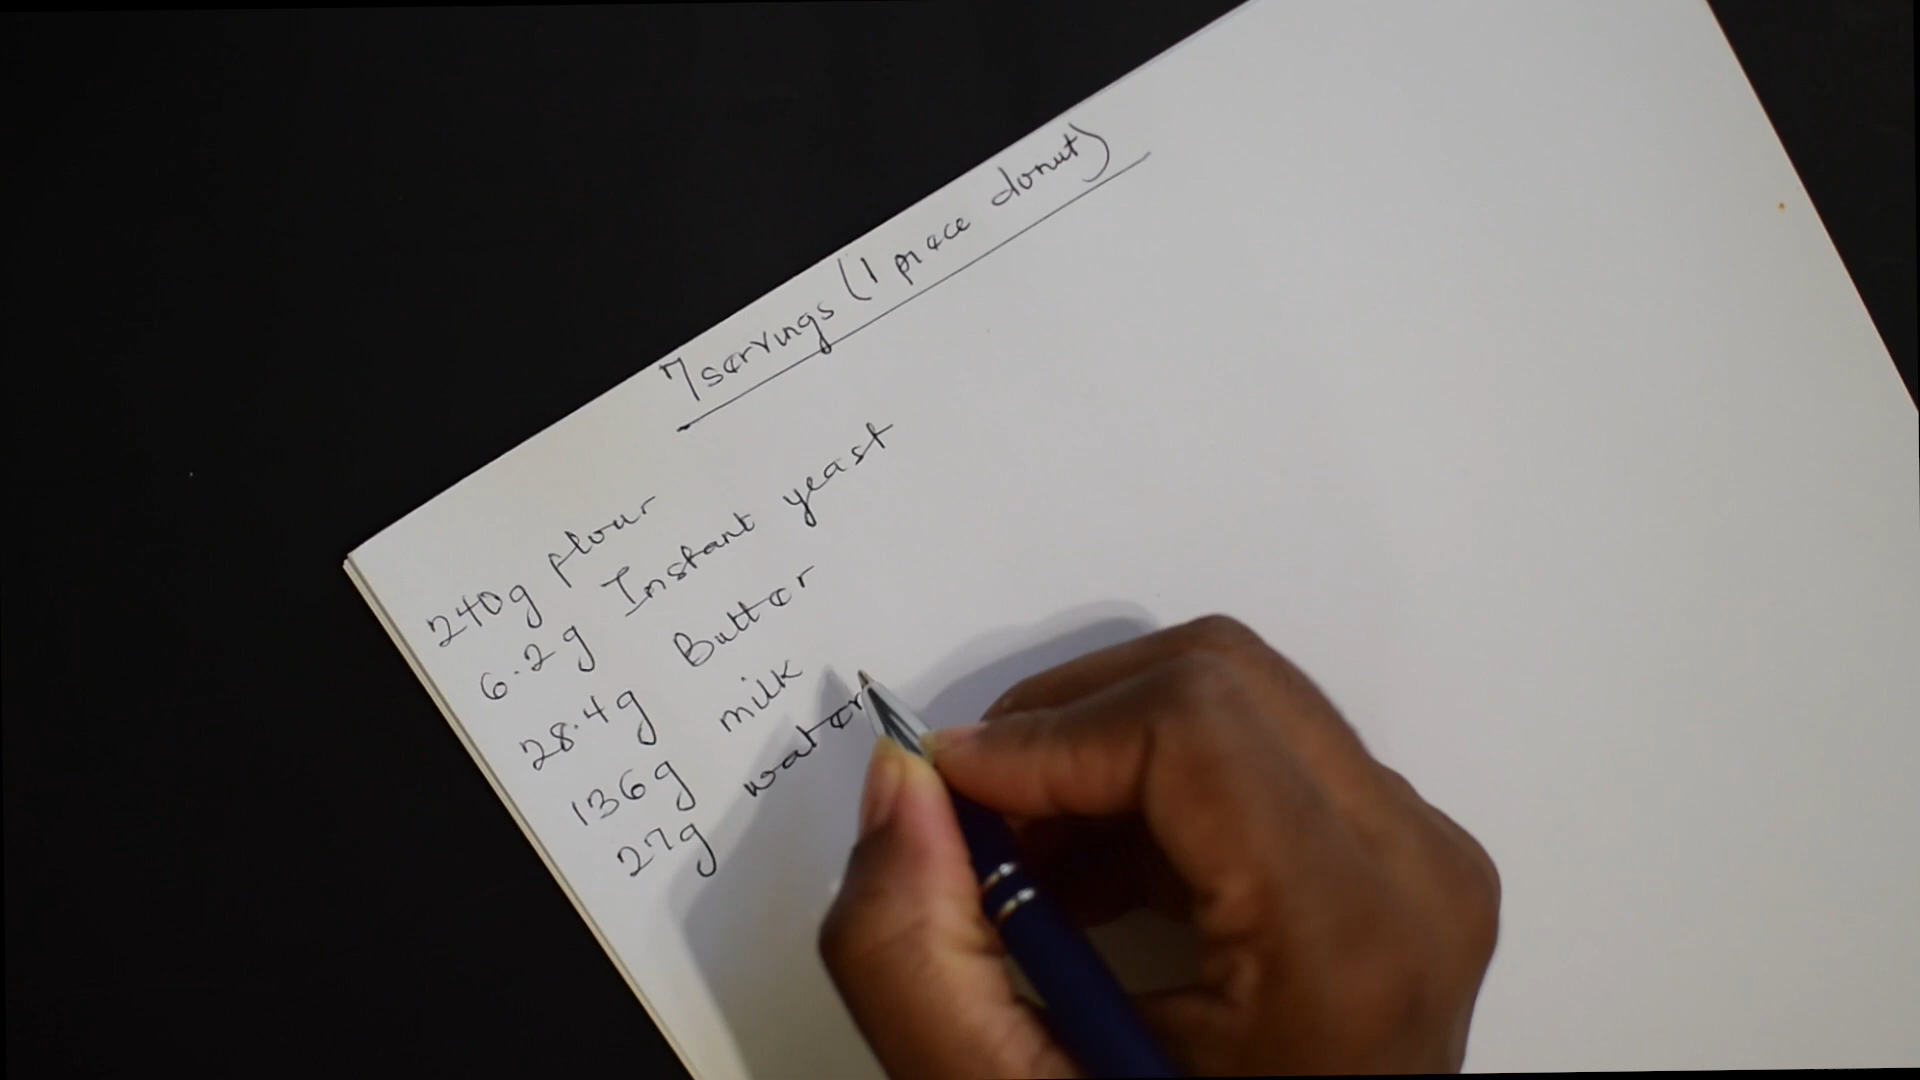 7 servings (1 piece donut)
240g flour
6.2g Instant yeast
28.4g Butter
136g milk
27g water